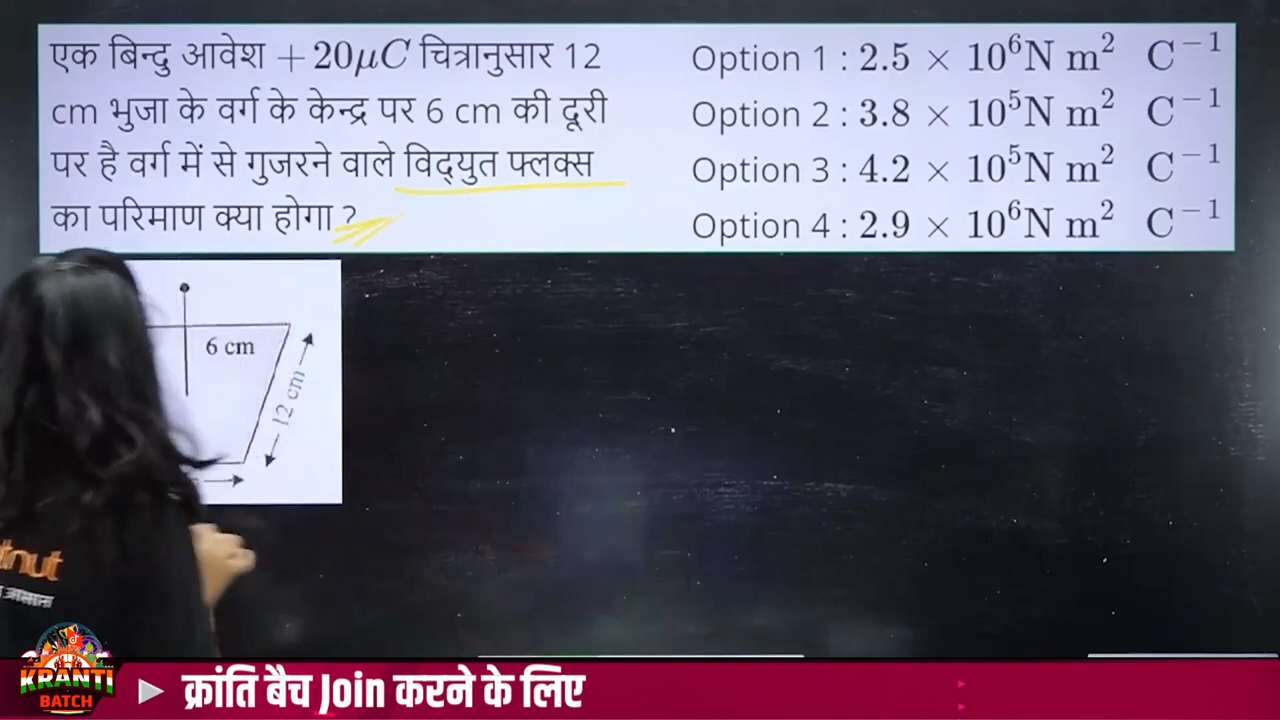 एक बिन्दु आवेश +20μC चित्रानुसार 12
cm भुजा के वर्ग के केन्द्र पर 6 cm की दूरी
पर है वर्ग में से गुजरने वाले विद्युत फ्लक्स
का परिमाण क्या होगा ?
Option 1 : 2.5 × 10⁶N m² C⁻¹
Option 2 : 3.8 × 10⁵N m² C⁻¹
Option 3 : 4.2 × 10⁵N m² C⁻¹
Option 4 : 2.9 × 10⁶N m² C⁻¹
6 cm
12 cm
tnut
KRANTI
BATCH
क्रांति बैच Join करने के लिए